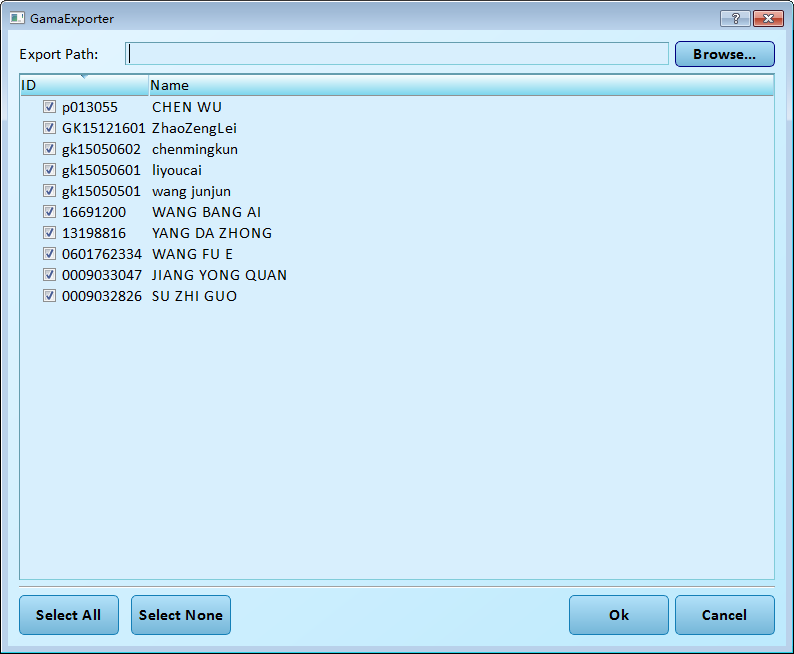 GamaExporter
Export Path:
Browse...
ID Name
p013055 CHEN WU
GK15121601 ZhaoZengLei
gk15050602 chenmingkun
gk15050601 liyoucai
gk15050501 wang junjun
16691200 WANG BANG AI
13198816 YANG DA ZHONG
0601762334 WANG FU E
0009033047 JIANG YONG QUAN
0009032826 SU ZHI GUO
Select All Select None Ok Cancel